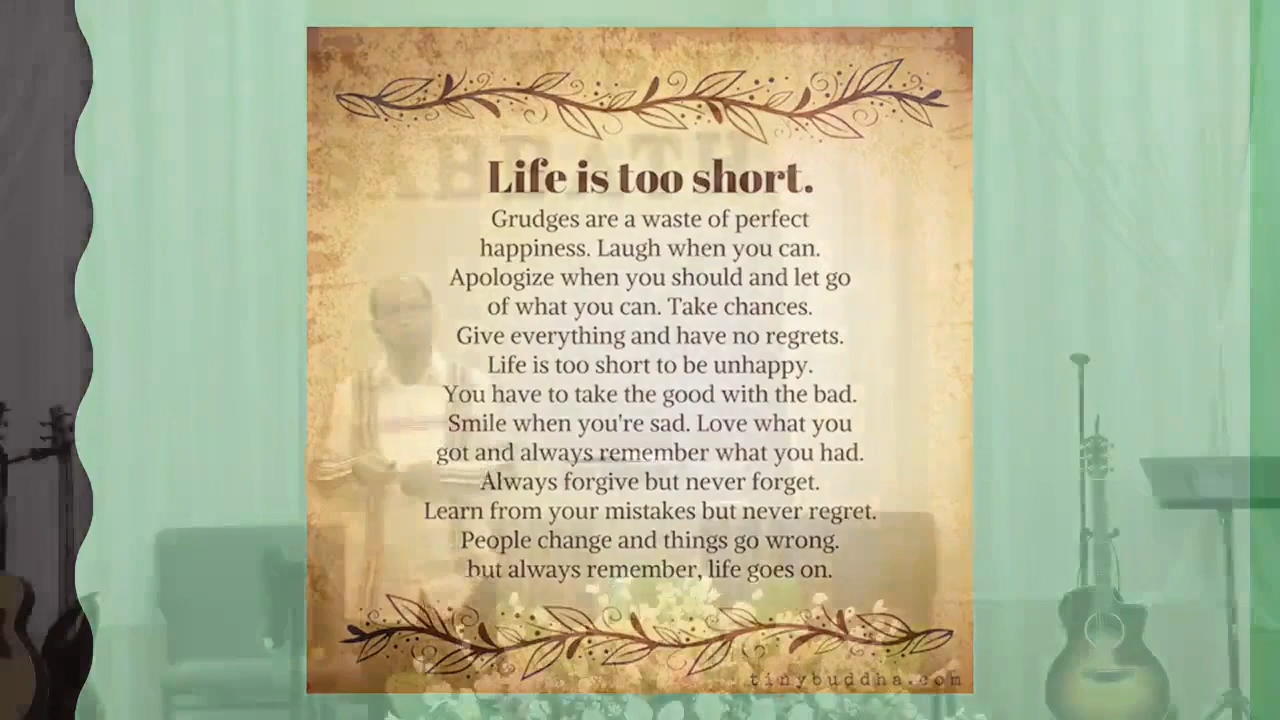 Life is too short.
Grudges are a waste of perfect
happiness. Laugh when you can.
Apologize when you should and let go
of what you can. Take chances.
Give everything and have no regrets.
Life is too short to be unhappy.
You have to take the good with the bad.
Smile when you're sad. Love what you
got and always remember what you had.
Always forgive but never forget.
Learn from your mistakes but never regret.
People change and things go wrong.
but always remember, life goes on.
tinybuddha.com